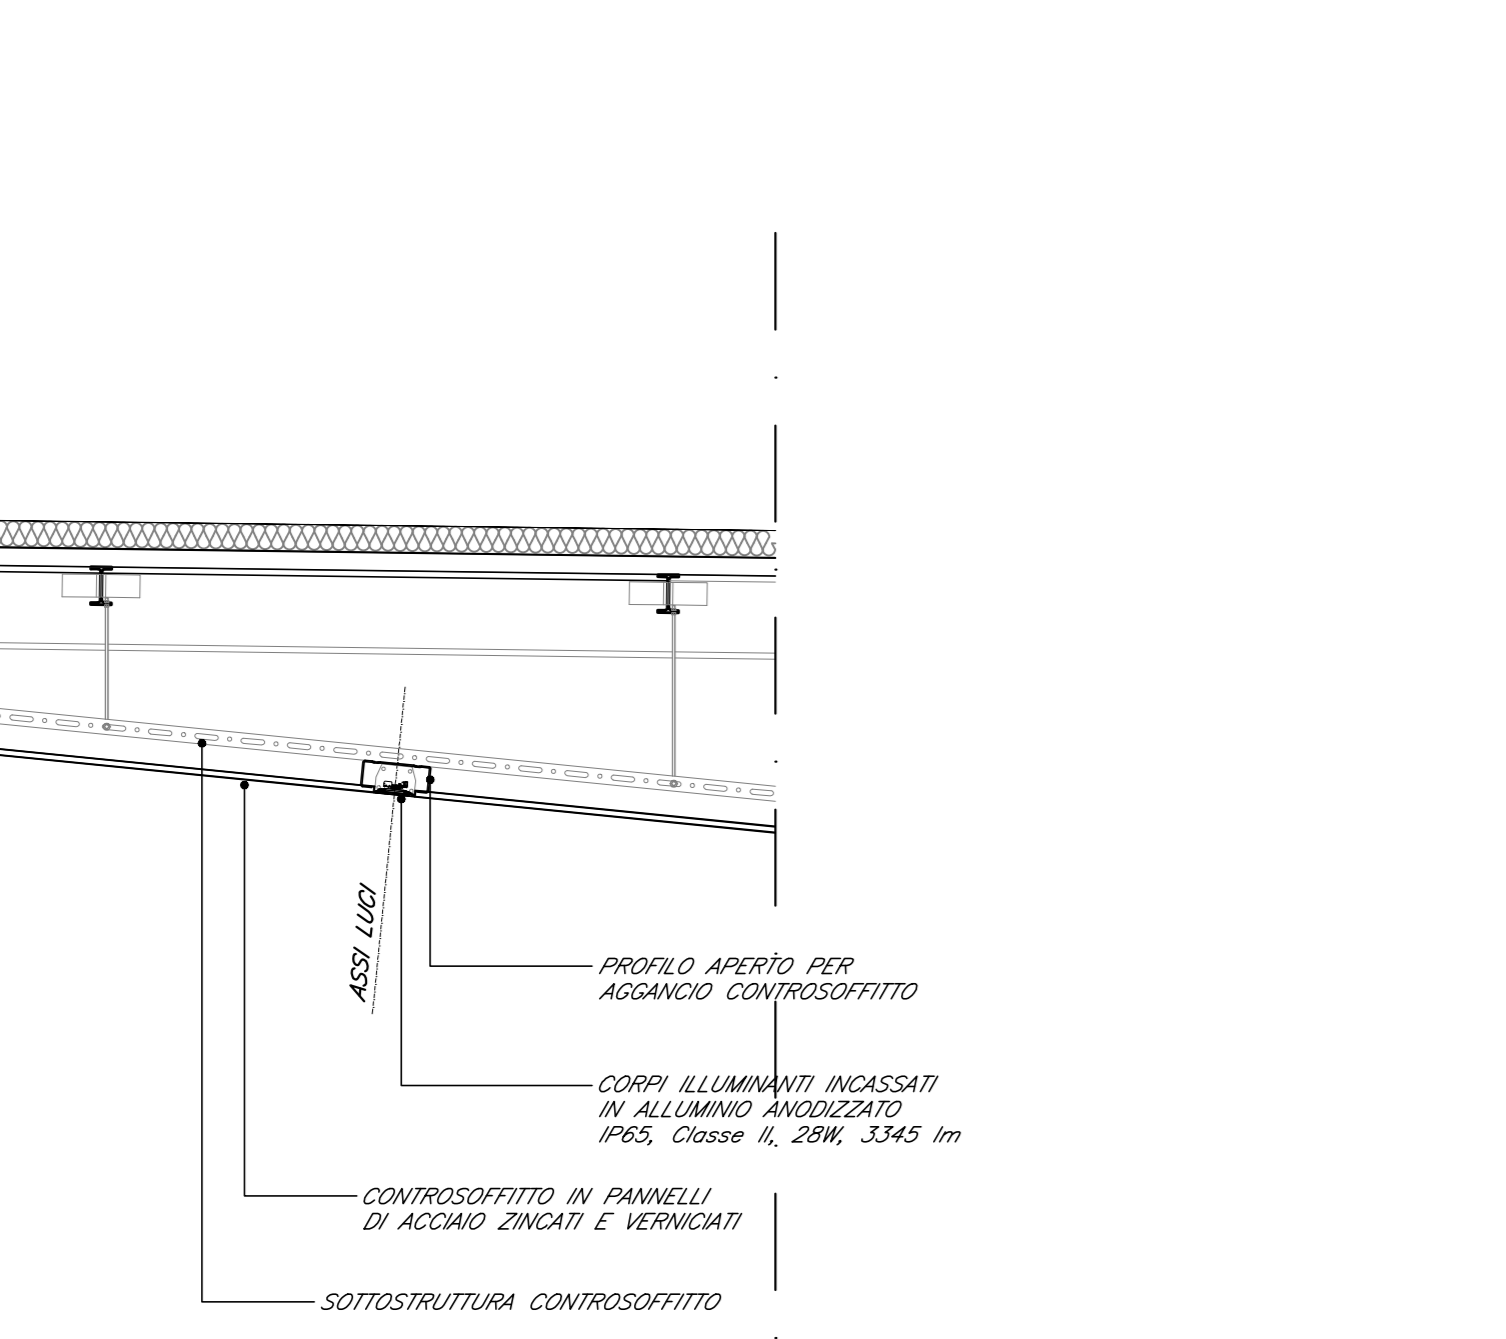 ASSI LUCI
PROFILO APERTO PER
AGGANCIO CONTROSOFFITTO
CORPI ILLUMINANTI INCASSATI
IN ALLUMINIO ANODIZZATO
IP65, Classe II, 28W, 3345 lm
CONTROSOFFITTO IN PANNELLI
DI ACCIAIO ZINCATI E VERNICIATI
SOTTOSTRUTTURA CONTROSOFFITTO